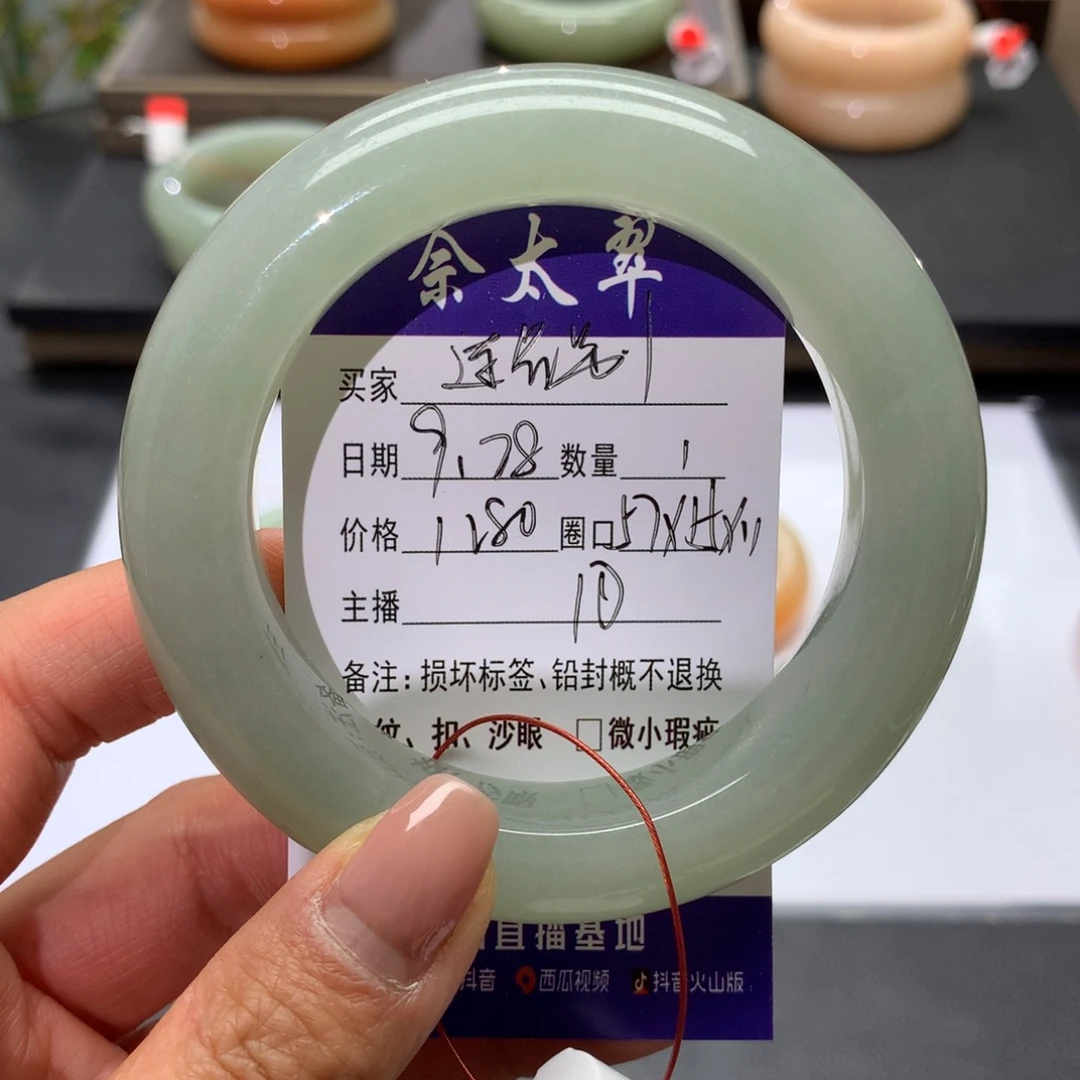 佘太翠
买家
日期 9.28 数量 1
价格 1280 圈口 57X15X11
主播 10
备注：损坏标签、铅封概不退换
纹、扣、沙眼 □微小瑕疵
直播基地
抖音 西瓜视频 抖音火山版